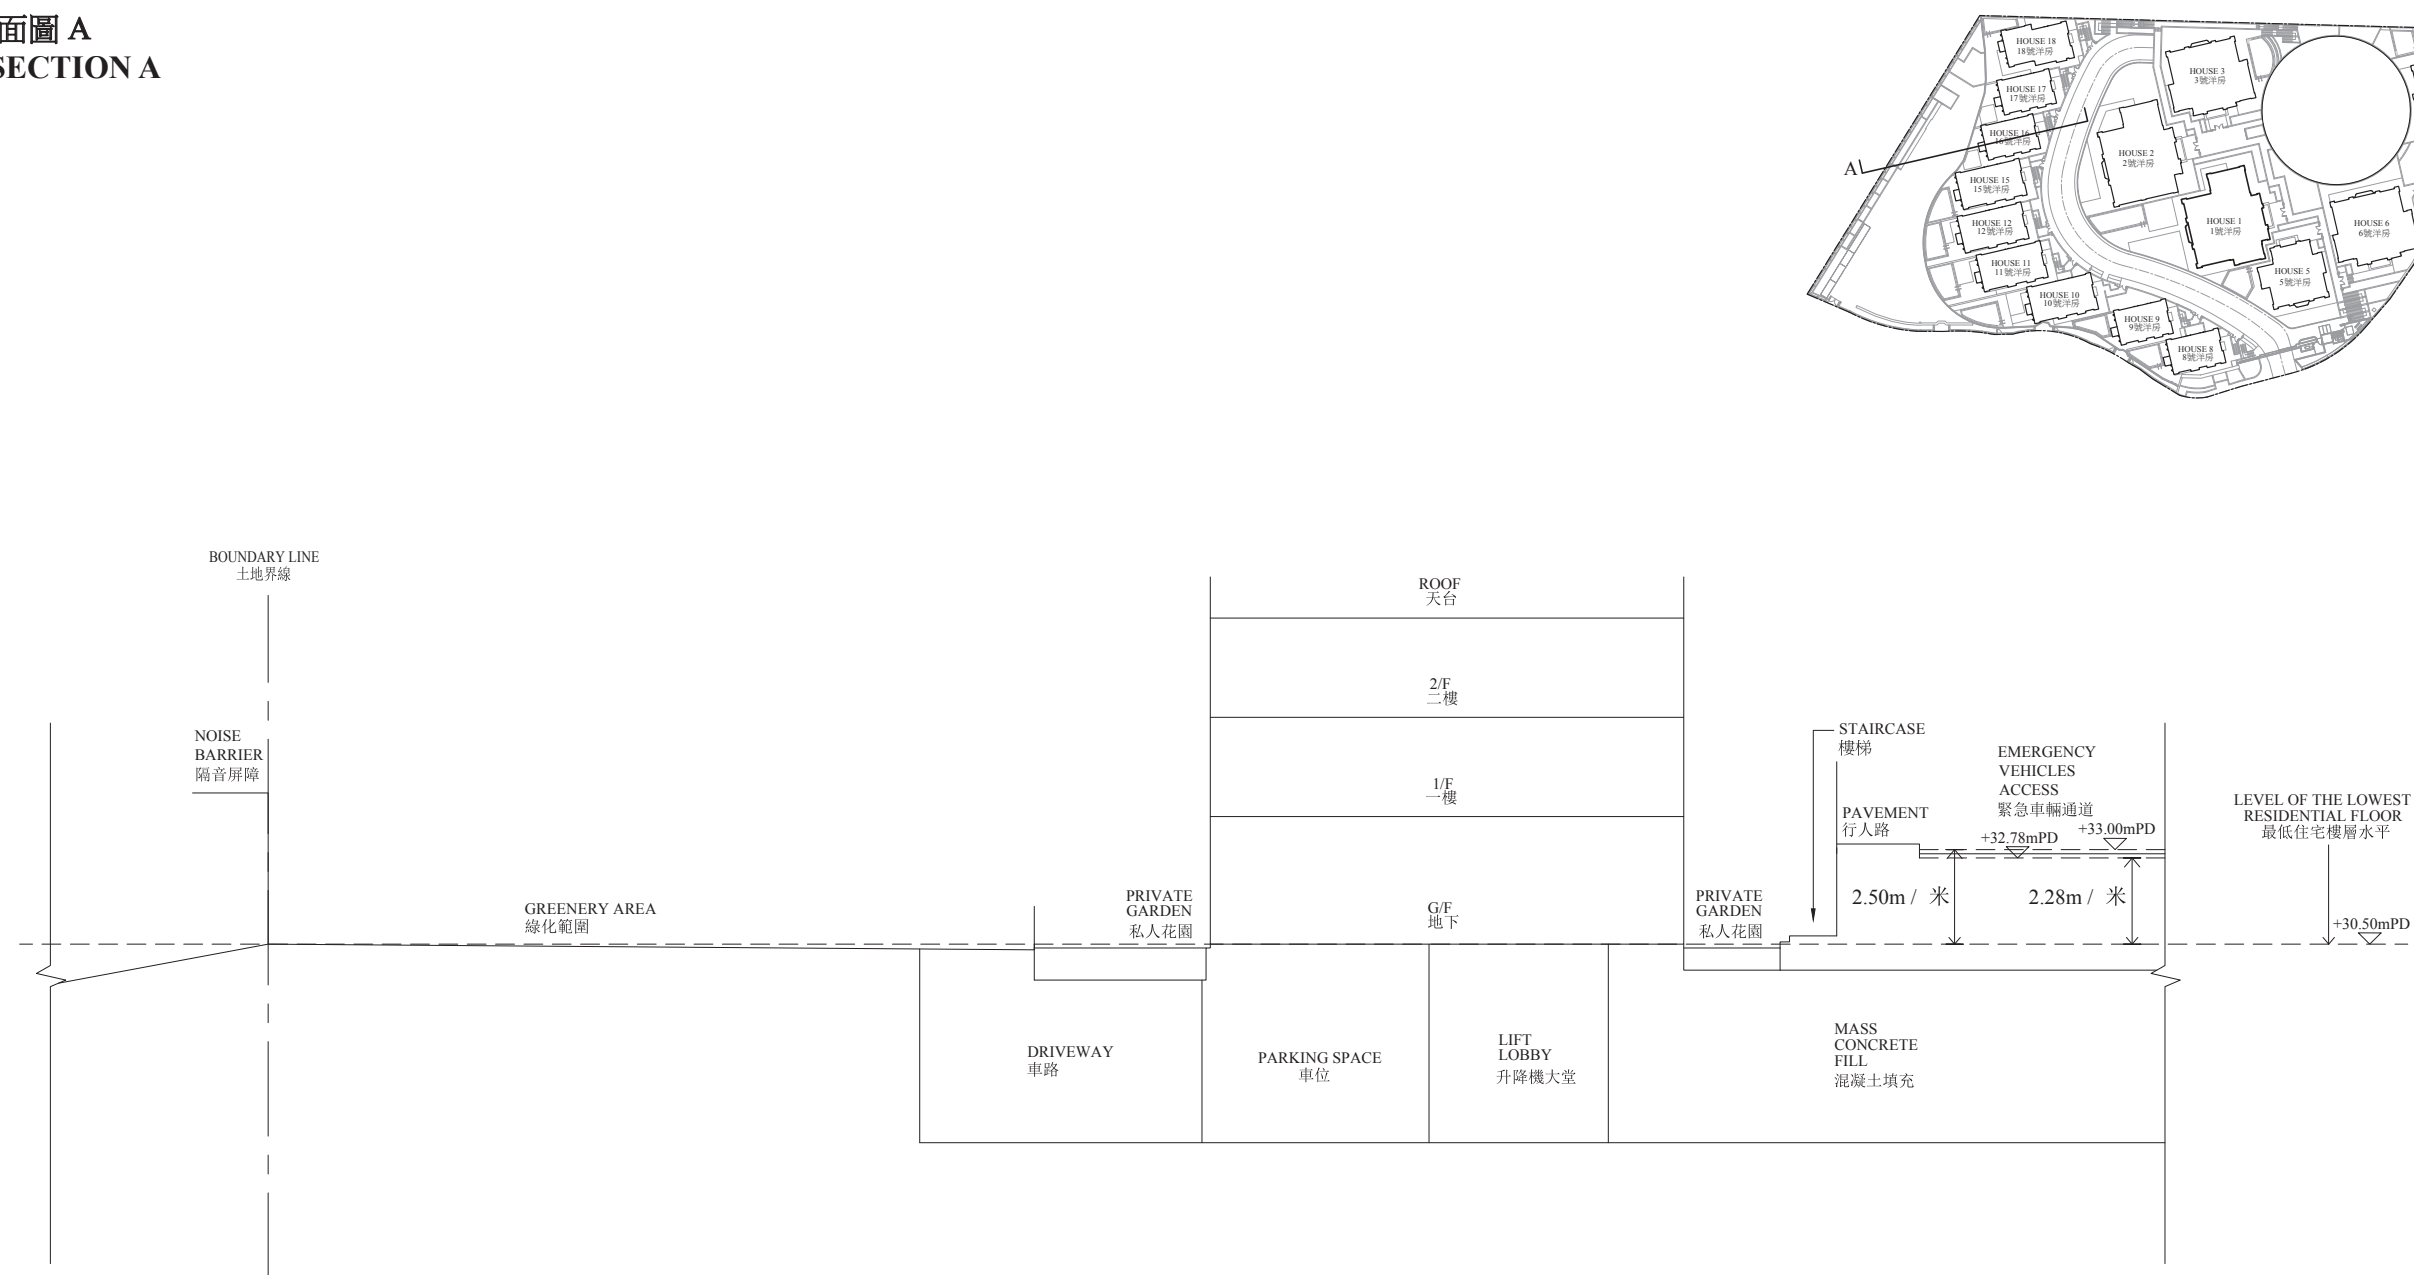 面圖 A
SECTION A
HOUSE 18
18號洋房
HOUSE 17
17號洋房
HOUSE 16
16號洋房
HOUSE 15
15號洋房
HOUSE 12
12號洋房
HOUSE 11
11號洋房
HOUSE 10
10號洋房
HOUSE 9
9號洋房
HOUSE 8
8號洋房
HOUSE 3
3號洋房
HOUSE 2
2號洋房
HOUSE 1
1號洋房
HOUSE 5
5號洋房
HOUSE 6
6號洋房
A
BOUNDARY LINE
土地界線
NOISE
BARRIER
隔音屏障
GREENERY AREA
綠化範圍
PRIVATE
GARDEN
私人花園
ROOF
天台
2/F
二樓
1/F
一樓
G/F
地下
PRIVATE
GARDEN
私人花園
STAIRCASE
樓梯
PAVEMENT
行人路
EMERGENCY
VEHICLES
ACCESS
緊急車輛通道
+32.78mPD
+33.00mPD
2.50m / 米
2.28m / 米
LEVEL OF THE LOWEST
RESIDENTIAL FLOOR
最低住宅樓層水平
+30.50mPD
DRIVEWAY
車路
PARKING SPACE
車位
LIFT
LOBBY
升降機大堂
MASS
CONCRETE
FILL
混凝土填充